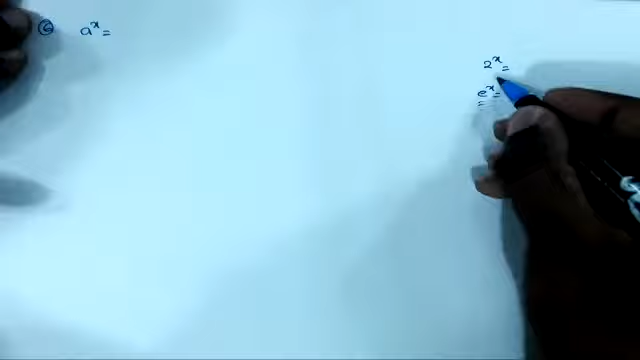 ⑥ aˣ =
2ˣ =
eˣ =